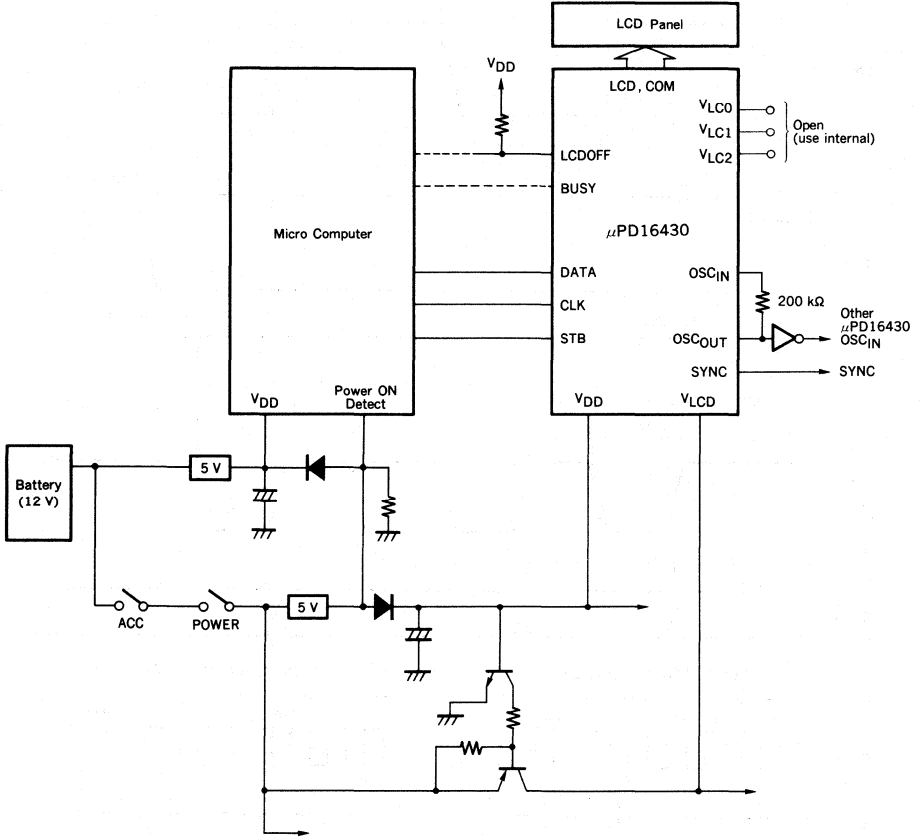 LCD Panel
VDD
LCD, COM
VLC0
VLC1
VLC2
Open
(use internal)
LCDOFF
BUSY
Micro Computer
μPD16430
DATA
CLK
STB
OSCIN
200 kΩ
OSCOUT
Other
μPD16430
OSCIN
SYNC
SYNC
VDD
Power ON
Detect
VDD
VLCD
Battery
(12 V)
5 V
ACC
POWER
5 V